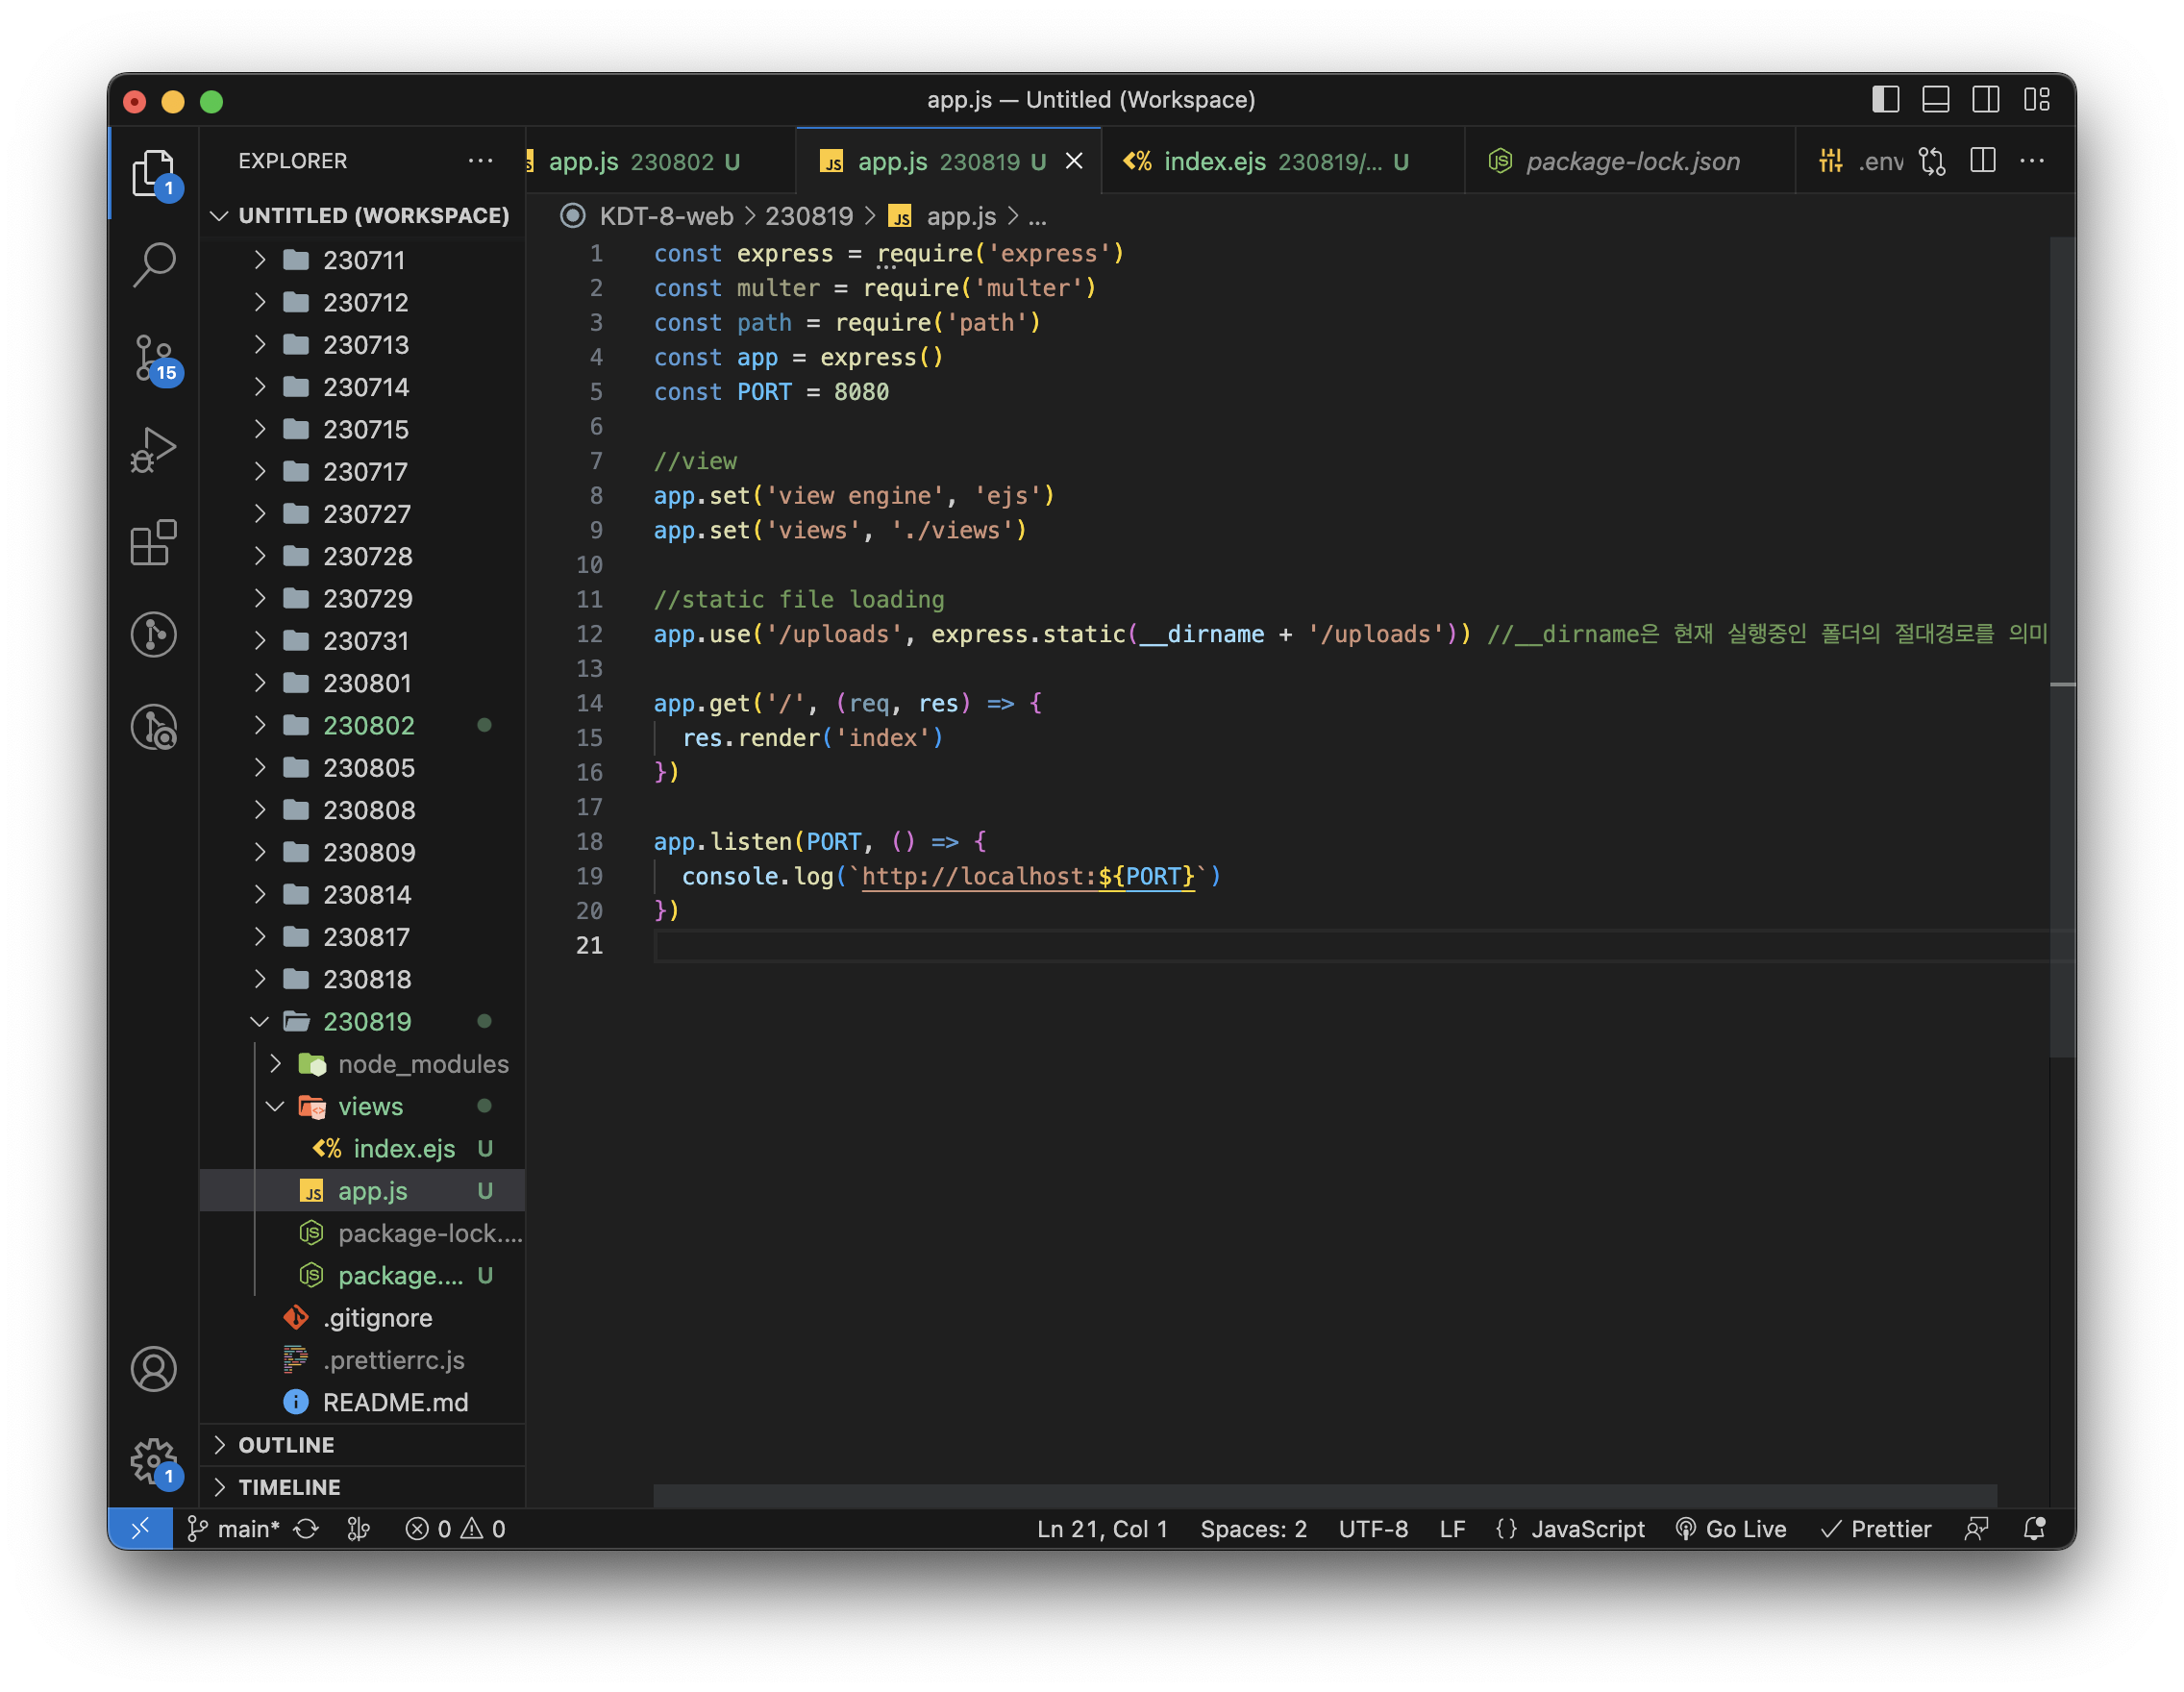 app.js — Untitled (Workspace)
EXPLORER
app.js 230802 U
app.js 230819 U
index.ejs 230819/... U
package-lock.json
.env
UNTITLED (WORKSPACE)
KDT-8-web > 230819 > JS app.js > ...
1
15
230711
230712
230713
230714
230715
230717
230727
230728
230729
230731
230801
230802
230805
230808
230809
230814
230817
230818
230819
node_modules
views
index.ejs U
app.js U
package-lock....
package.... U
.gitignore
.prettierrc.js
README.md
OUTLINE
TIMELINE
1
1 const express = require('express')
2 const multer = require('multer')
3 const path = require('path')
4 const app = express()
5 const PORT = 8080
6
7 //view
8 app.set('view engine', 'ejs')
9 app.set('views', './views')
10
11 //static file loading
12 app.use('/uploads', express.static(__dirname + '/uploads')) //__dirname은 현재 실행중인 폴더의 절대경로를 의미
13
14 app.get('/', (req, res) => {
15 res.render('index')
16 })
17
18 app.listen(PORT, () => {
19 console.log(`http://localhost:${PORT}`)
20 })
21
main* 0 0 Ln 21, Col 1 Spaces: 2 UTF-8 LF {} JavaScript Go Live Prettier